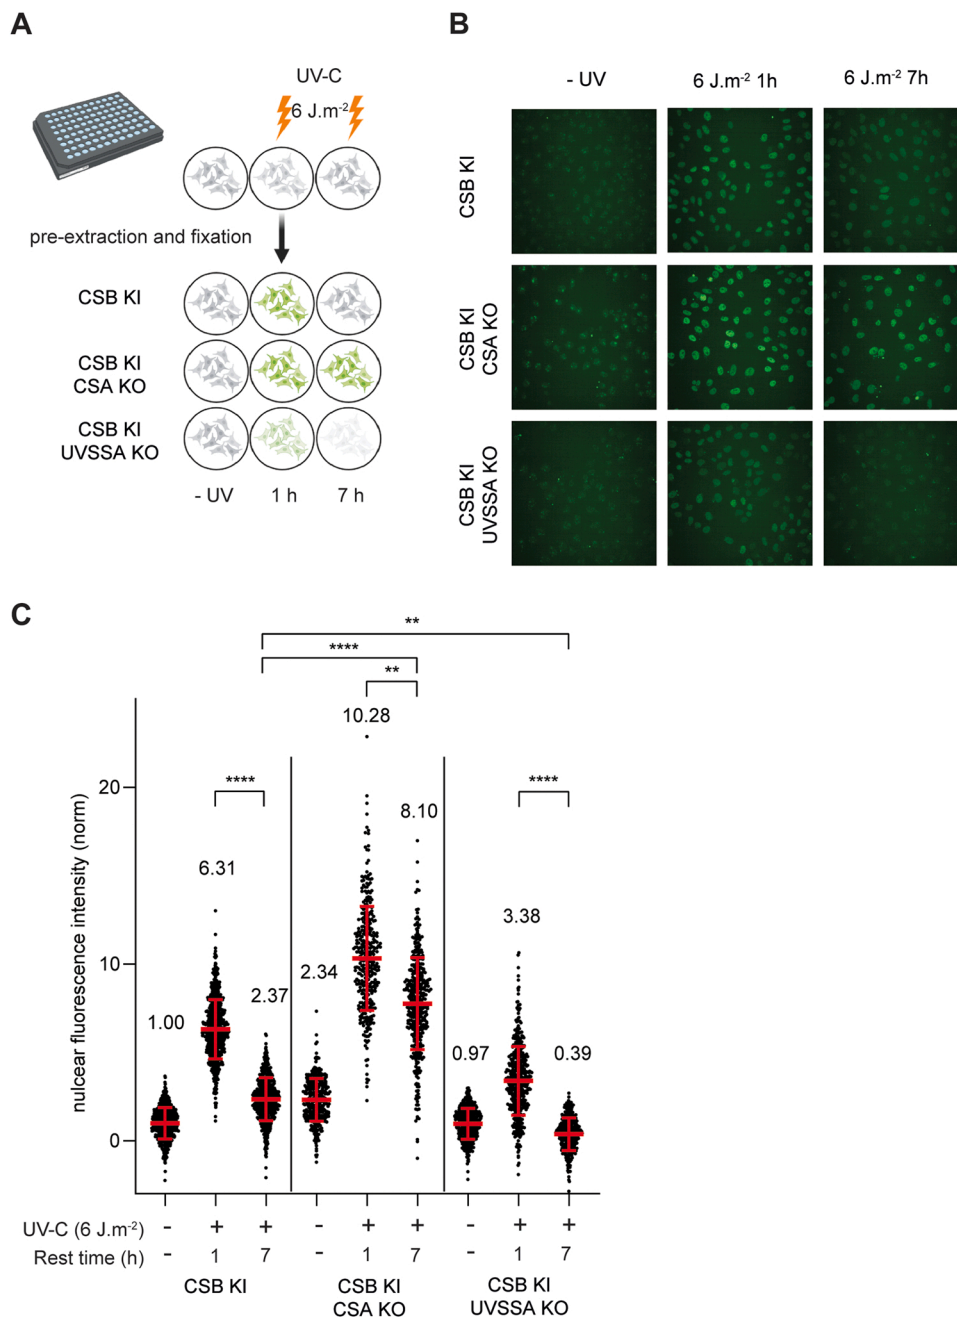 A
UV-C
6 J.m-2
pre-extraction and fixation
CSB KI
CSB KI
CSA KO
CSB KI
UVSSA KO
- UV
1 h
7 h
B
- UV
6 J.m-2 1h
6 J.m-2 7h
CSB KI
CSB KI
CSA KO
CSB KI
UVSSA KO
C
**
****
**
10.28
****
****
8.10
6.31
3.38
2.34
2.37
1.00
0.97
0.39
nulcear fluorescence intensity (norm)
20
10
0
UV-C (6 J.m-2) - + + - + + - + +
Rest time (h) - 1 7 - 1 7 - 1 7
CSB KI
CSB KI
CSA KO
CSB KI
UVSSA KO